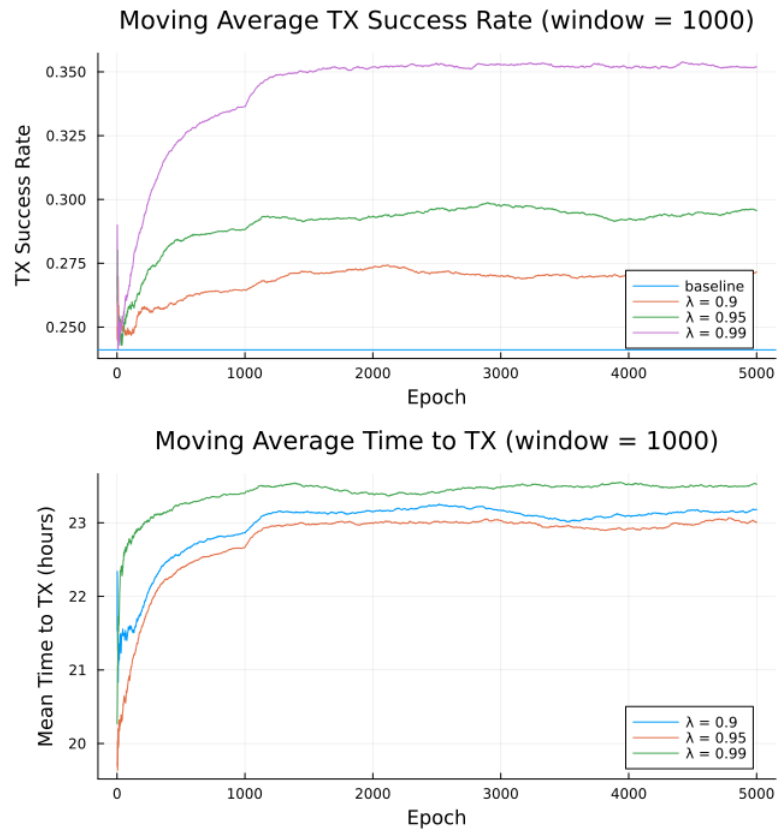 Moving Average TX Success Rate (window = 1000)
TX Success Rate
0.350
0.325
0.300
0.275
0.250
baseline
λ = 0.9
λ = 0.95
λ = 0.99
0 1000 2000 3000 4000 5000
Epoch
Moving Average Time to TX (window = 1000)
Mean Time to TX (hours)
23
22
21
20
λ = 0.9
λ = 0.95
λ = 0.99
0 1000 2000 3000 4000 5000
Epoch